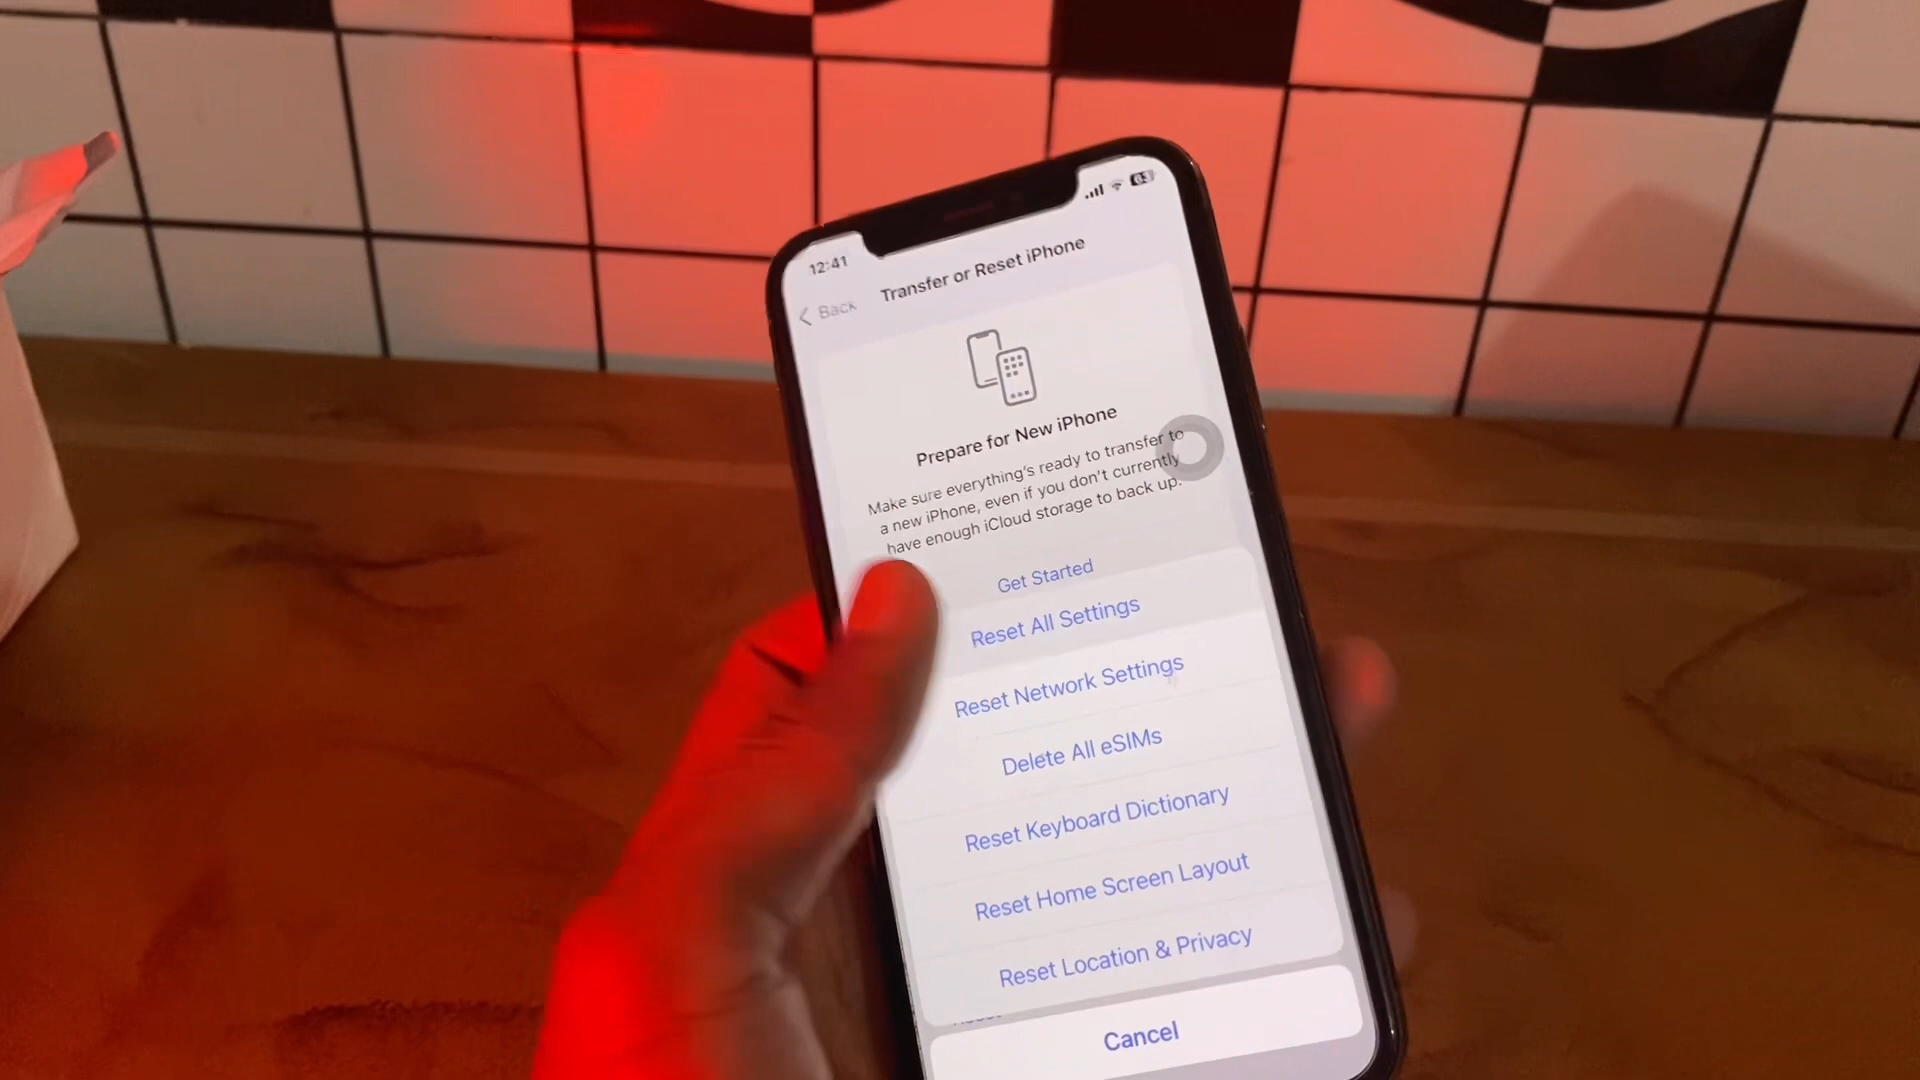 12:41
Back
Transfer or Reset iPhone
Prepare for New iPhone
Make sure everything's ready to transfer to
a new iPhone, even if you don't currently
have enough iCloud storage to back up.
Get Started
Reset All Settings
Reset Network Settings
Delete All eSIMs
Reset Keyboard Dictionary
Reset Home Screen Layout
Reset Location & Privacy
Cancel